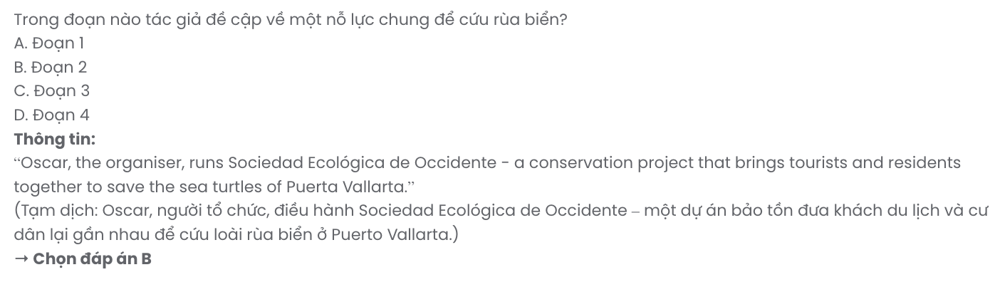 Trong đoạn nào tác giả đề cập về một nỗ lực chung để cứu rùa biển?
A. Đoạn 1
B. Đoạn 2
C. Đoạn 3
D. Đoạn 4
Thông tin:
“Oscar, the organiser, runs Sociedad Ecológica de Occidente - a conservation project that brings tourists and residents
together to save the sea turtles of Puerta Vallarta.”
(Tạm dịch: Oscar, người tổ chức, điều hành Sociedad Ecológica de Occidente – một dự án bảo tồn đưa khách du lịch và cư
dân lại gần nhau để cứu loài rùa biển ở Puerto Vallarta.)
→ Chọn đáp án B